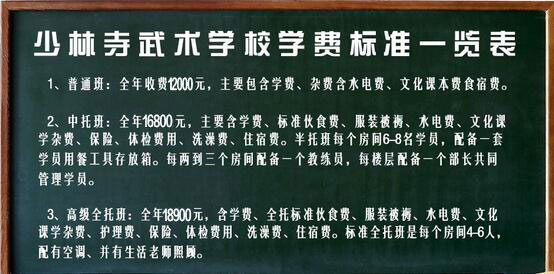 少林寺武术学校学费标准一览表
1、普通班：全年收费12000元，主要包含学费、杂费含水电费、文化课本费食宿费。
2、中托班：全年16800元，主要含学费、标准伙食费、服装被褥、水电费、文化课
学杂费、保险、体检费用、洗澡费、住宿费。半托班每个房间6-8名学员，配备一套
学员用餐工具存放箱。每两到三个房间配备一个教练员，每楼层配备一个部长共同
管理学员。
3、高级全托班：全年18900元，含学费、全托标准伙食费、服装被褥、水电费、文化
课学杂费、护理费、保险、体检费用、洗澡费、住宿费。标准全托班是每个房间4-6人，
配有空调、并有生活老师照顾。